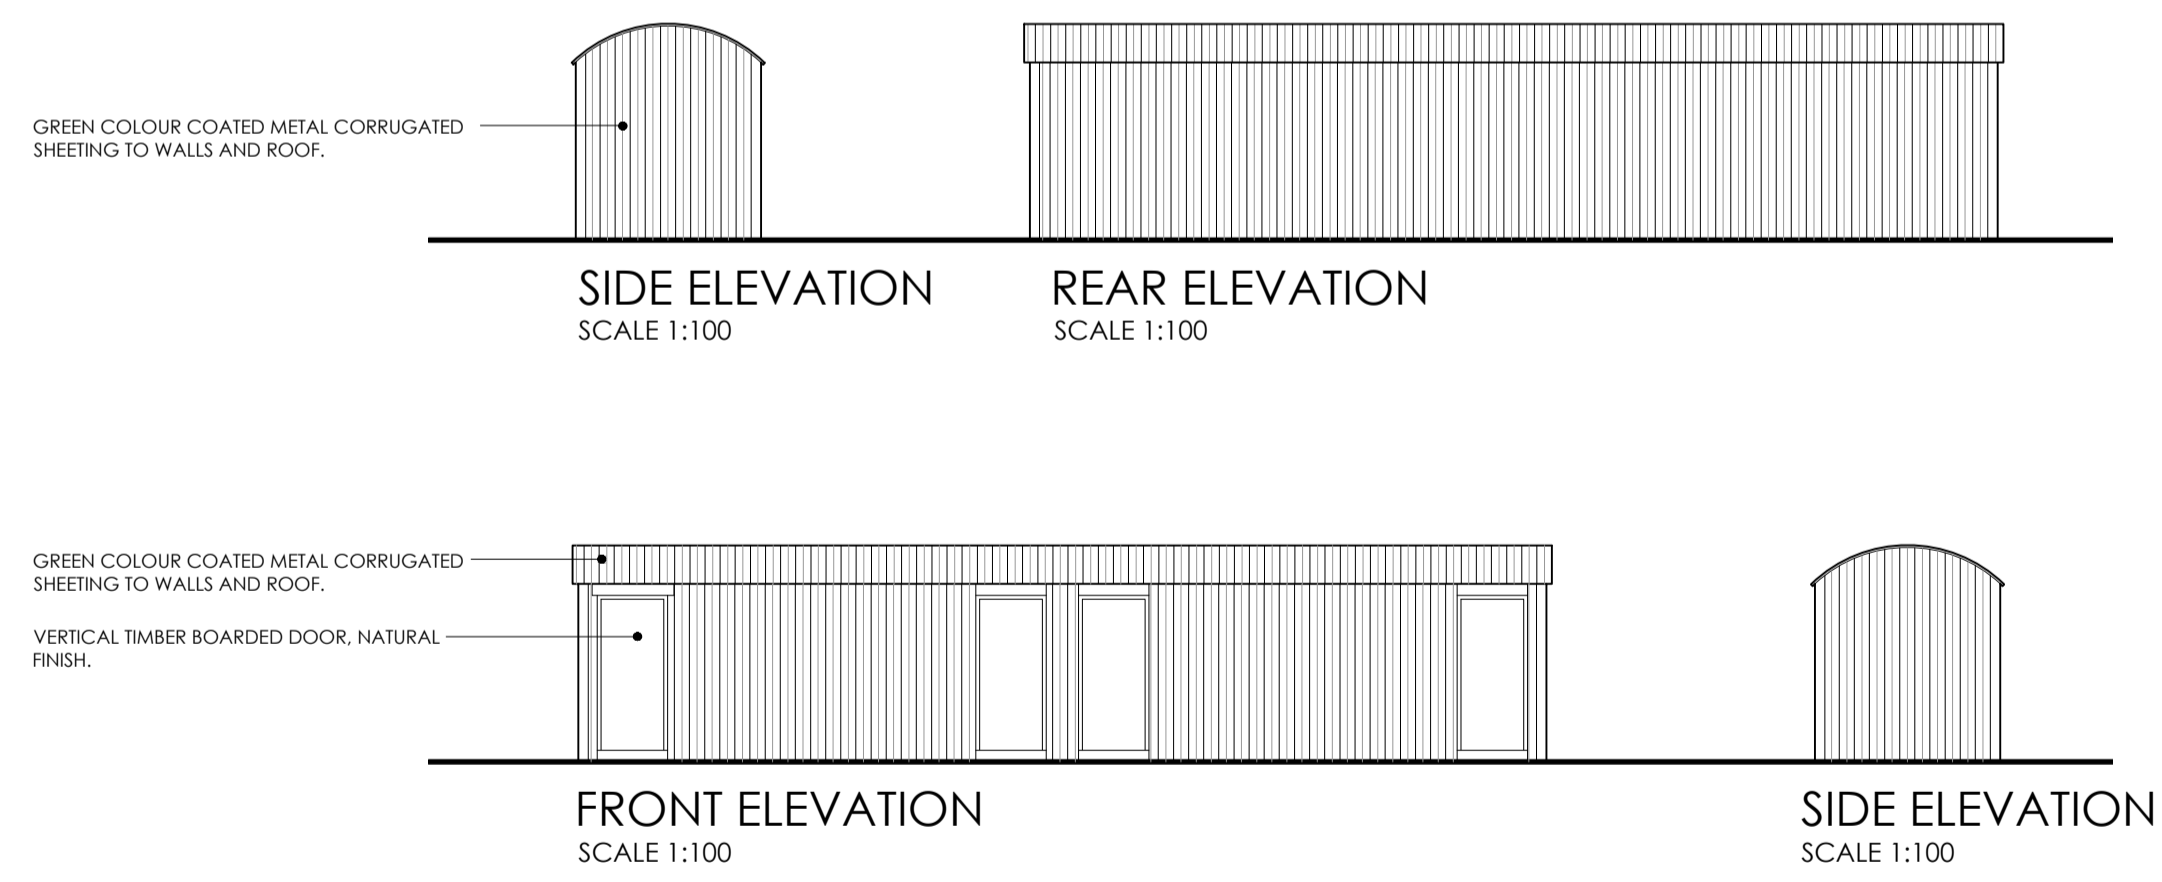 GREEN COLOUR COATED METAL CORRUGATED
SHEETING TO WALLS AND ROOF.
SIDE ELEVATION
SCALE 1:100
REAR ELEVATION
SCALE 1:100
GREEN COLOUR COATED METAL CORRUGATED
SHEETING TO WALLS AND ROOF.
VERTICAL TIMBER BOARDED DOOR, NATURAL
FINISH.
FRONT ELEVATION
SCALE 1:100
SIDE ELEVATION
SCALE 1:100